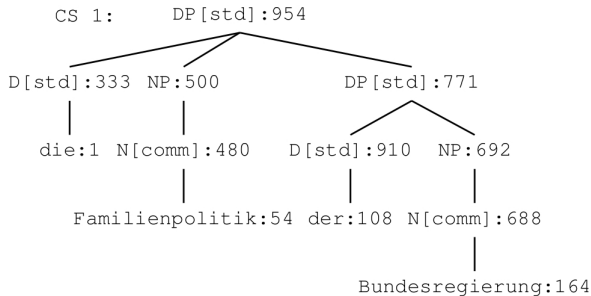 CS 1: DP[std]:954
D[std]:333 NP:500 DP[std]:771
die:1 N[comm]:480 D[std]:910 NP:692
Familienpolitik:54 der:108 N[comm]:688
Bundesregierung:164